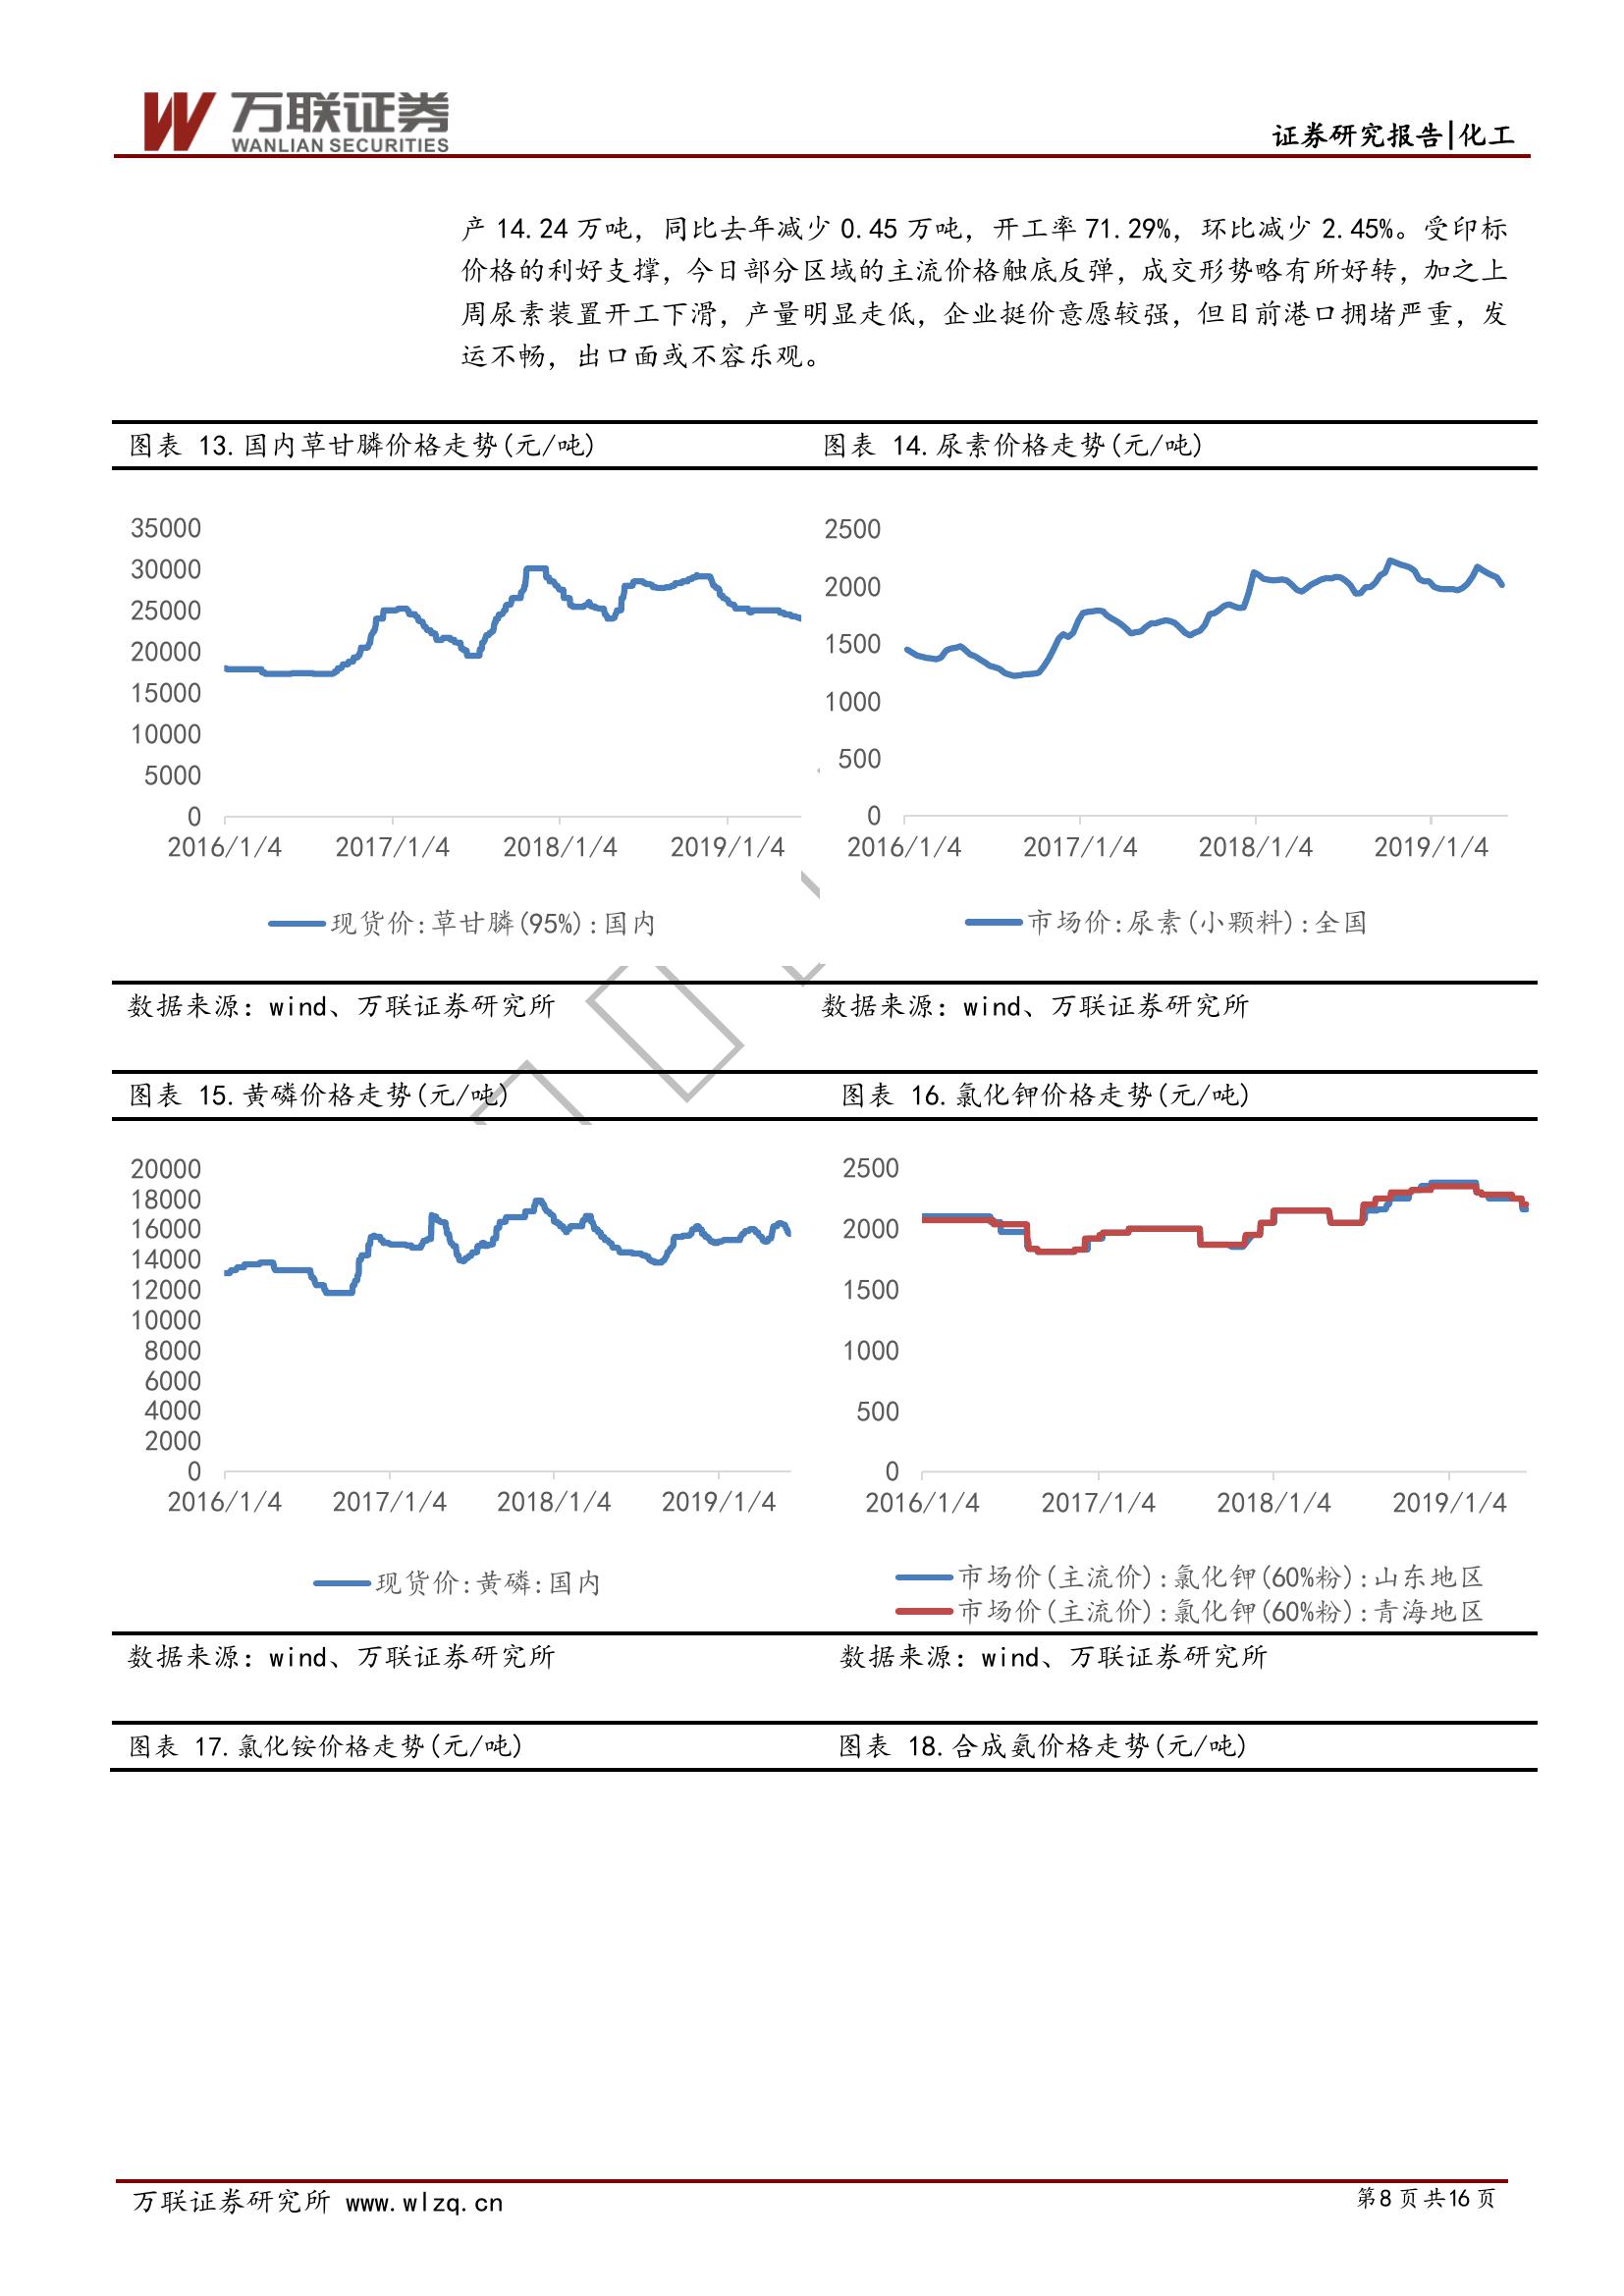 万联证券
WANLIAN SECURITIES
证券研究报告|化工
产 14.24 万吨，同比去年减少 0.45 万吨，开工率 71.29%，环比减少 2.45%。受印标
价格的利好支撑，今日部分区域的主流价格触底反弹，成交形势略有所好转，加之上
周尿素装置开工下滑，产量明显走低，企业挺价意愿较强，但目前港口拥堵严重，发
运不畅，出口面或不容乐观。
图表 13.国内草甘膦价格走势(元/吨)
35000
30000
25000
20000
15000
10000
5000
0
2016/1/4 2017/1/4 2018/1/4 2019/1/4
现货价:草甘膦(95%):国内
数据来源：wind、万联证券研究所
图表 14.尿素价格走势(元/吨)
2500
2000
1500
1000
500
0
2016/1/4 2017/1/4 2018/1/4 2019/1/4
市场价:尿素(小颗料):全国
数据来源：wind、万联证券研究所
图表 15.黄磷价格走势(元/吨)
20000
18000
16000
14000
12000
10000
8000
6000
4000
2000
0
2016/1/4 2017/1/4 2018/1/4 2019/1/4
现货价:黄磷:国内
数据来源：wind、万联证券研究所
图表 16.氯化钾价格走势(元/吨)
2500
2000
1500
1000
500
0
2016/1/4 2017/1/4 2018/1/4 2019/1/4
市场价(主流价):氯化钾(60%粉):山东地区
市场价(主流价):氯化钾(60%粉):青海地区
数据来源：wind、万联证券研究所
图表 17.氯化铵价格走势(元/吨)
图表 18.合成氨价格走势(元/吨)
万联证券研究所 www.wlzq.cn
第8 页 共16 页